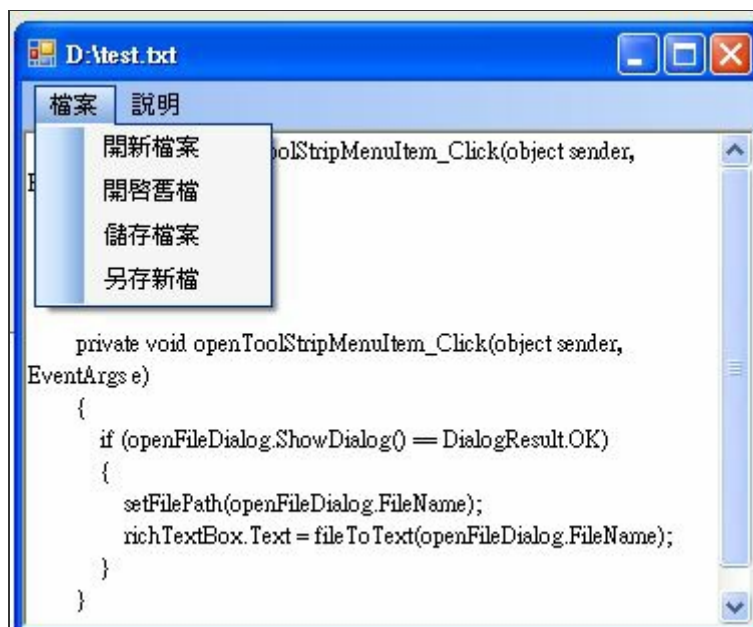 D:\test.txt
檔案 說明
開新檔案
開啓舊檔
儲存檔案
另存新檔
oolStripMenuItem_Click(object sender,
private void openToolStripMenuItem_Click(object sender,
EventArgs e)
{
if (openFileDialog.ShowDialog() == DialogResult.OK)
{
setFilePath(openFileDialog.FileName);
richTextBox.Text = fileToText(openFileDialog.FileName);
}
}